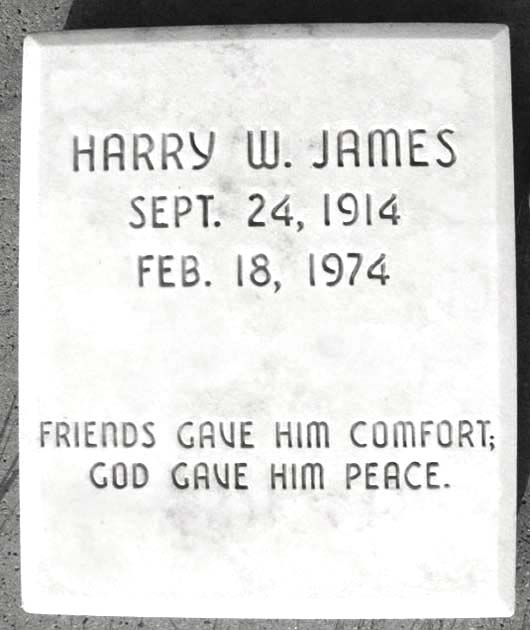 HARRY W. JAMES
SEPT. 24, 1914
FEB. 18, 1974
FRIENDS GAVE HIM COMFORT;
GOD GAVE HIM PEACE.